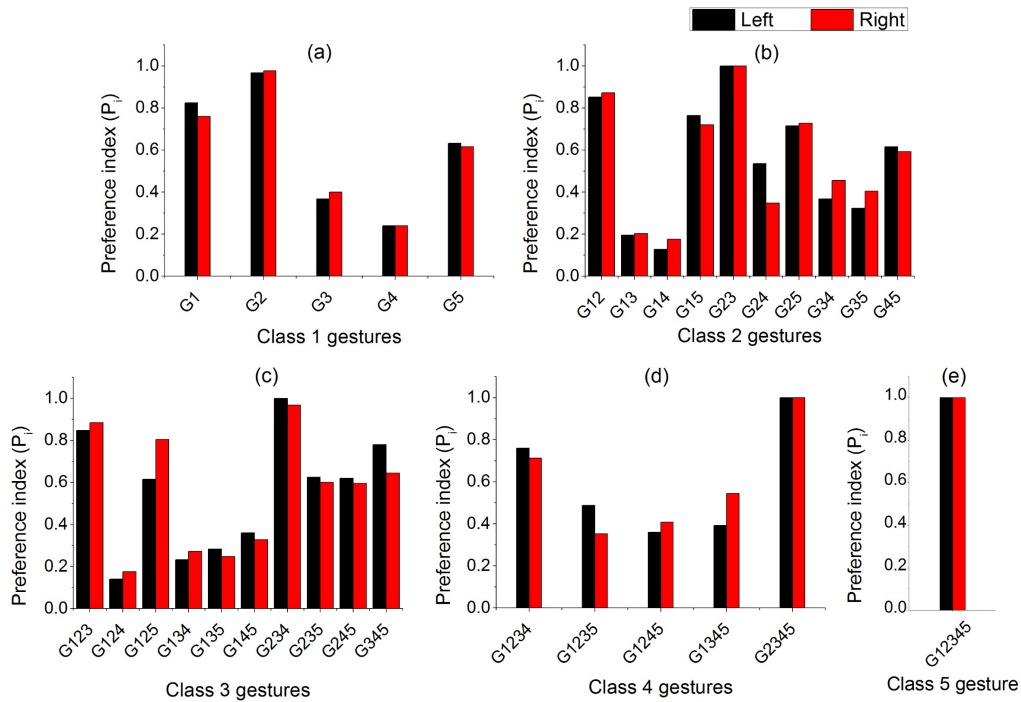 Left Right
(a)
Preference index (Pi)
1.0
0.8
0.6
0.4
0.2
0.0
G1 G2 G3 G4 G5
Class 1 gestures
(b)
Preference index (Pi)
1.0
0.8
0.6
0.4
0.2
0.0
G12 G13 G14 G15 G23 G24 G25 G34 G35 G45
Class 2 gestures
(c)
Preference index (Pi)
1.0
0.8
0.6
0.4
0.2
0.0
G123 G124 G125 G134 G135 G145 G234 G235 G245 G345
Class 3 gestures
(d)
Preference index (Pi)
1.0
0.8
0.6
0.4
0.2
0.0
G1234 G1235 G1245 G1345 G2345
Class 4 gestures
(e)
Preference index (Pi)
1.0
0.8
0.6
0.4
0.2
0.0
G12345
Class 5 gesture